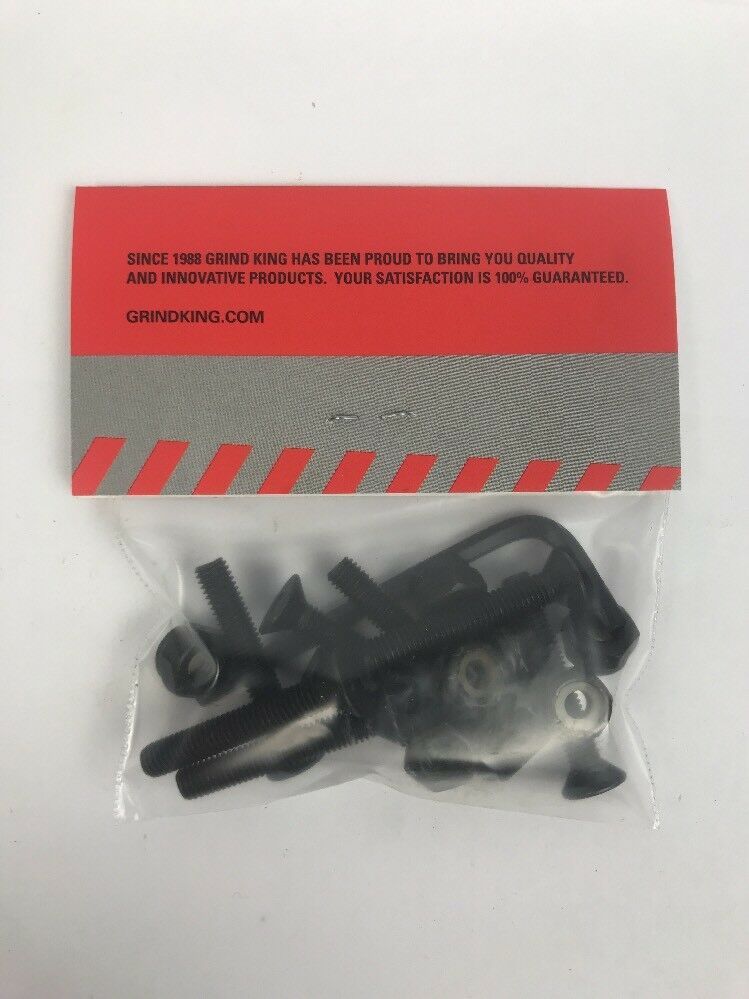 SINCE 1988 GRIND KING HAS BEEN PROUD TO BRING YOU QUALITY
AND INNOVATIVE PRODUCTS. YOUR SATISFACTION IS 100% GUARANTEED.
GRINDKING.COM